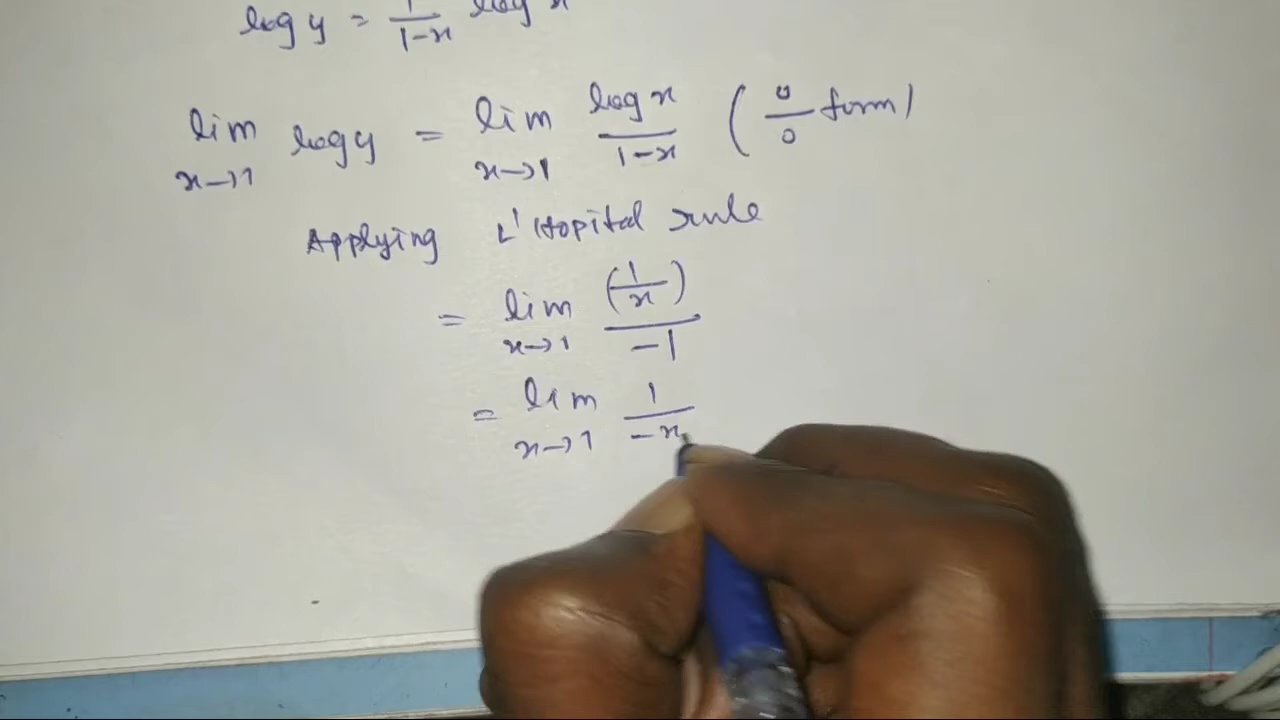 log y = 1/1-x log x
lim x→1 log y = lim x→1 log x/1-x (0/0 form)
Applying L'Hopital rule
= lim x→1 (1/x)/-1
= lim x→1 1/-x